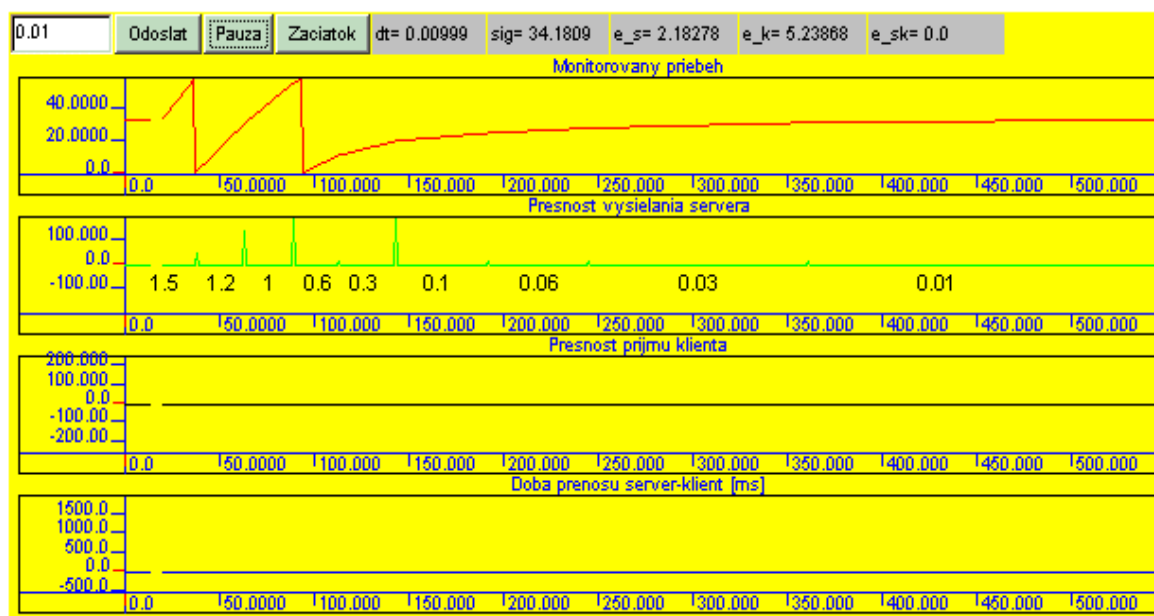 0.01 Odoslat Pauza Zaciatok dt= 0.00999 sig= 34.1809 e_s= 2.18278 e_k= 5.23868 e_sk= 0.0
Monitorovany priebeh
40.0000
20.0000
0.0
0.0 50.0000 100.000 150.000 200.000 250.000 300.000 350.000 400.000 450.000 500.000
Presnost vysielania servera
100.000
0.0
-100.00
1.5 1.2 1 0.6 0.3 0.1 0.06 0.03 0.01
0.0 50.0000 100.000 150.000 200.000 250.000 300.000 350.000 400.000 450.000 500.000
Presnost prijmu klienta
200.000
100.000
0.0
-100.00
-200.00
0.0 50.0000 100.000 150.000 200.000 250.000 300.000 350.000 400.000 450.000 500.000
Doba prenosu server-klient [ms]
1500.0
1000.0
500.0
0.0
-500.0
0.0 50.0000 100.000 150.000 200.000 250.000 300.000 350.000 400.000 450.000 500.000